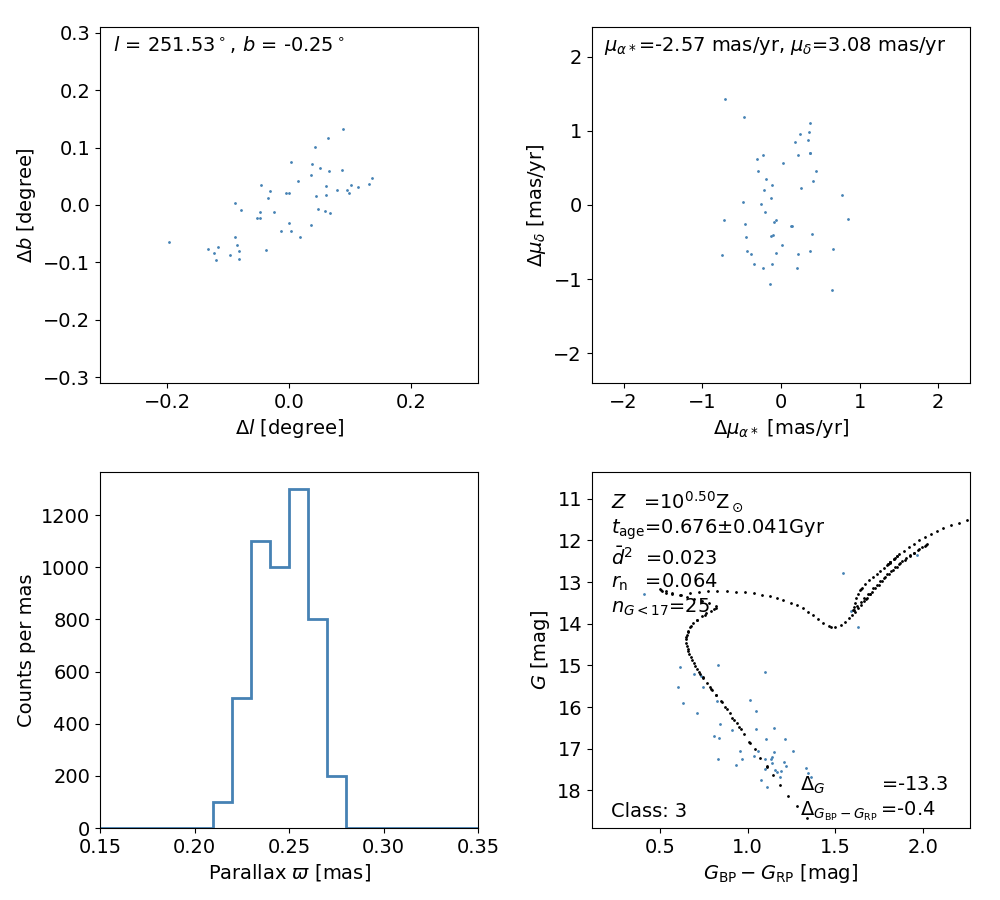 l = 251.53°, b = -0.25°
0.3
0.2
0.1
0.0
−0.1
−0.2
−0.3
−0.2
0.0
0.2
Δl [degree]
Δb [degree]
μα*=-2.57 mas/yr, μδ=3.08 mas/yr
2
1
0
−1
−2
−2
−1
0
1
2
Δμα* [mas/yr]
Δμδ [mas/yr]
1200
1000
800
600
400
200
0
0.15
0.20
0.25
0.30
0.35
Parallax ϖ [mas]
Counts per mas
Z =10^0.50 Z⊙
t_age=0.676±0.041Gyr
d̄² =0.023
r_n =0.064
n_G<17=25
11
12
13
14
15
16
17
18
Δ_G =-13.3
Δ_GBP−GRP =-0.4
Class: 3
0.5
1.0
1.5
2.0
G_BP − G_RP [mag]
G [mag]